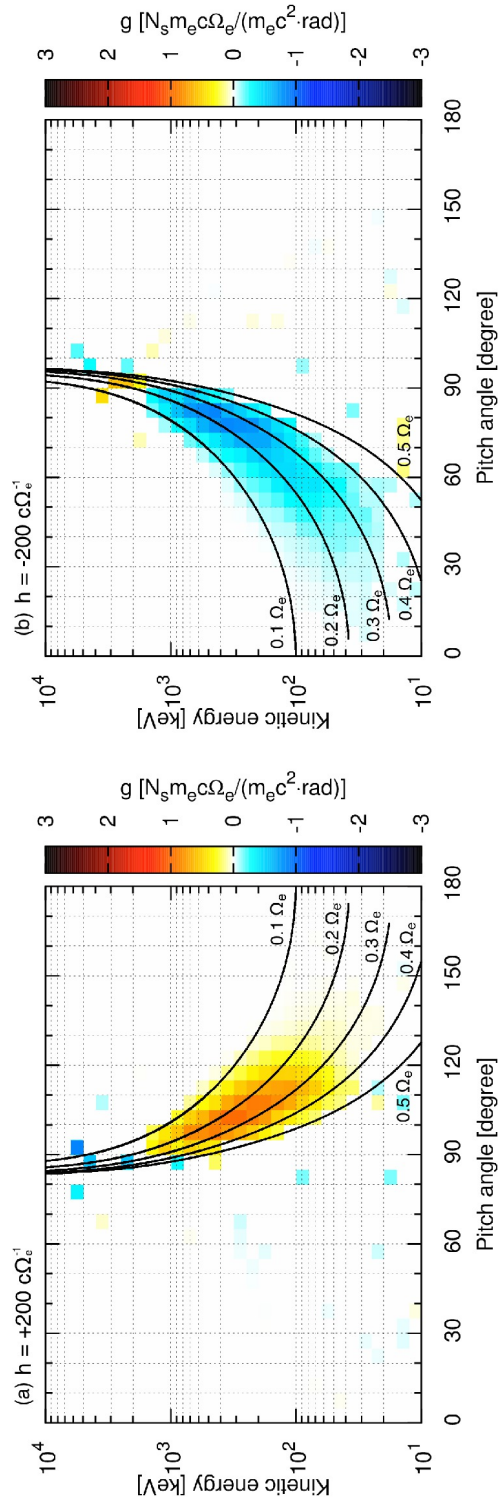 (a) h = +200 cΩe⁻¹
Kinetic energy [keV]
10⁴
10³
10²
10¹
0.1 Ωe
0.2 Ωe
0.3 Ωe
0.4 Ωe
0.5 Ωe
0 30 60 90 120 150 180
Pitch angle [degree]
3
2
1
0
-1
-2
-3
g [NsmecΩe/(mec²·rad)]
(b) h = -200 cΩe⁻¹
Kinetic energy [keV]
10⁴
10³
10²
10¹
0.1 Ωe
0.2 Ωe
0.3 Ωe
0.4 Ωe
0.5 Ωe
0 30 60 90 120 150 180
Pitch angle [degree]
3
2
1
0
-1
-2
-3
g [NsmecΩe/(mec²·rad)]